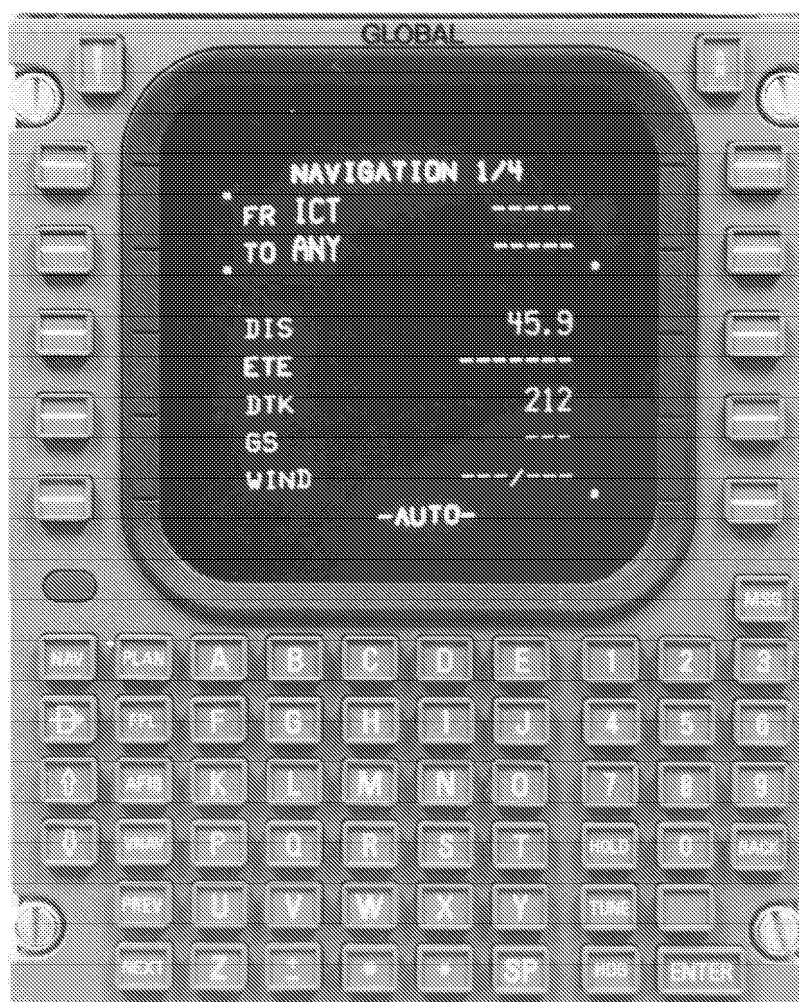 GLOBAL
NAVIGATION 1/4
FR ICT -----
TO ANY -----
DIS 45.9
ETE -------
DTK 212
GS ---
WIND ---/---
-AUTO-
MSG
NAV PLAN A B C D E 1 2 3
FPL F G H I J 4 5 6
K L M N O 7 8 9
VNAV P Q R S T HOLD 0 BACK
PREV U V W X Y TUNE
NEXT Z SP HDG ENTER